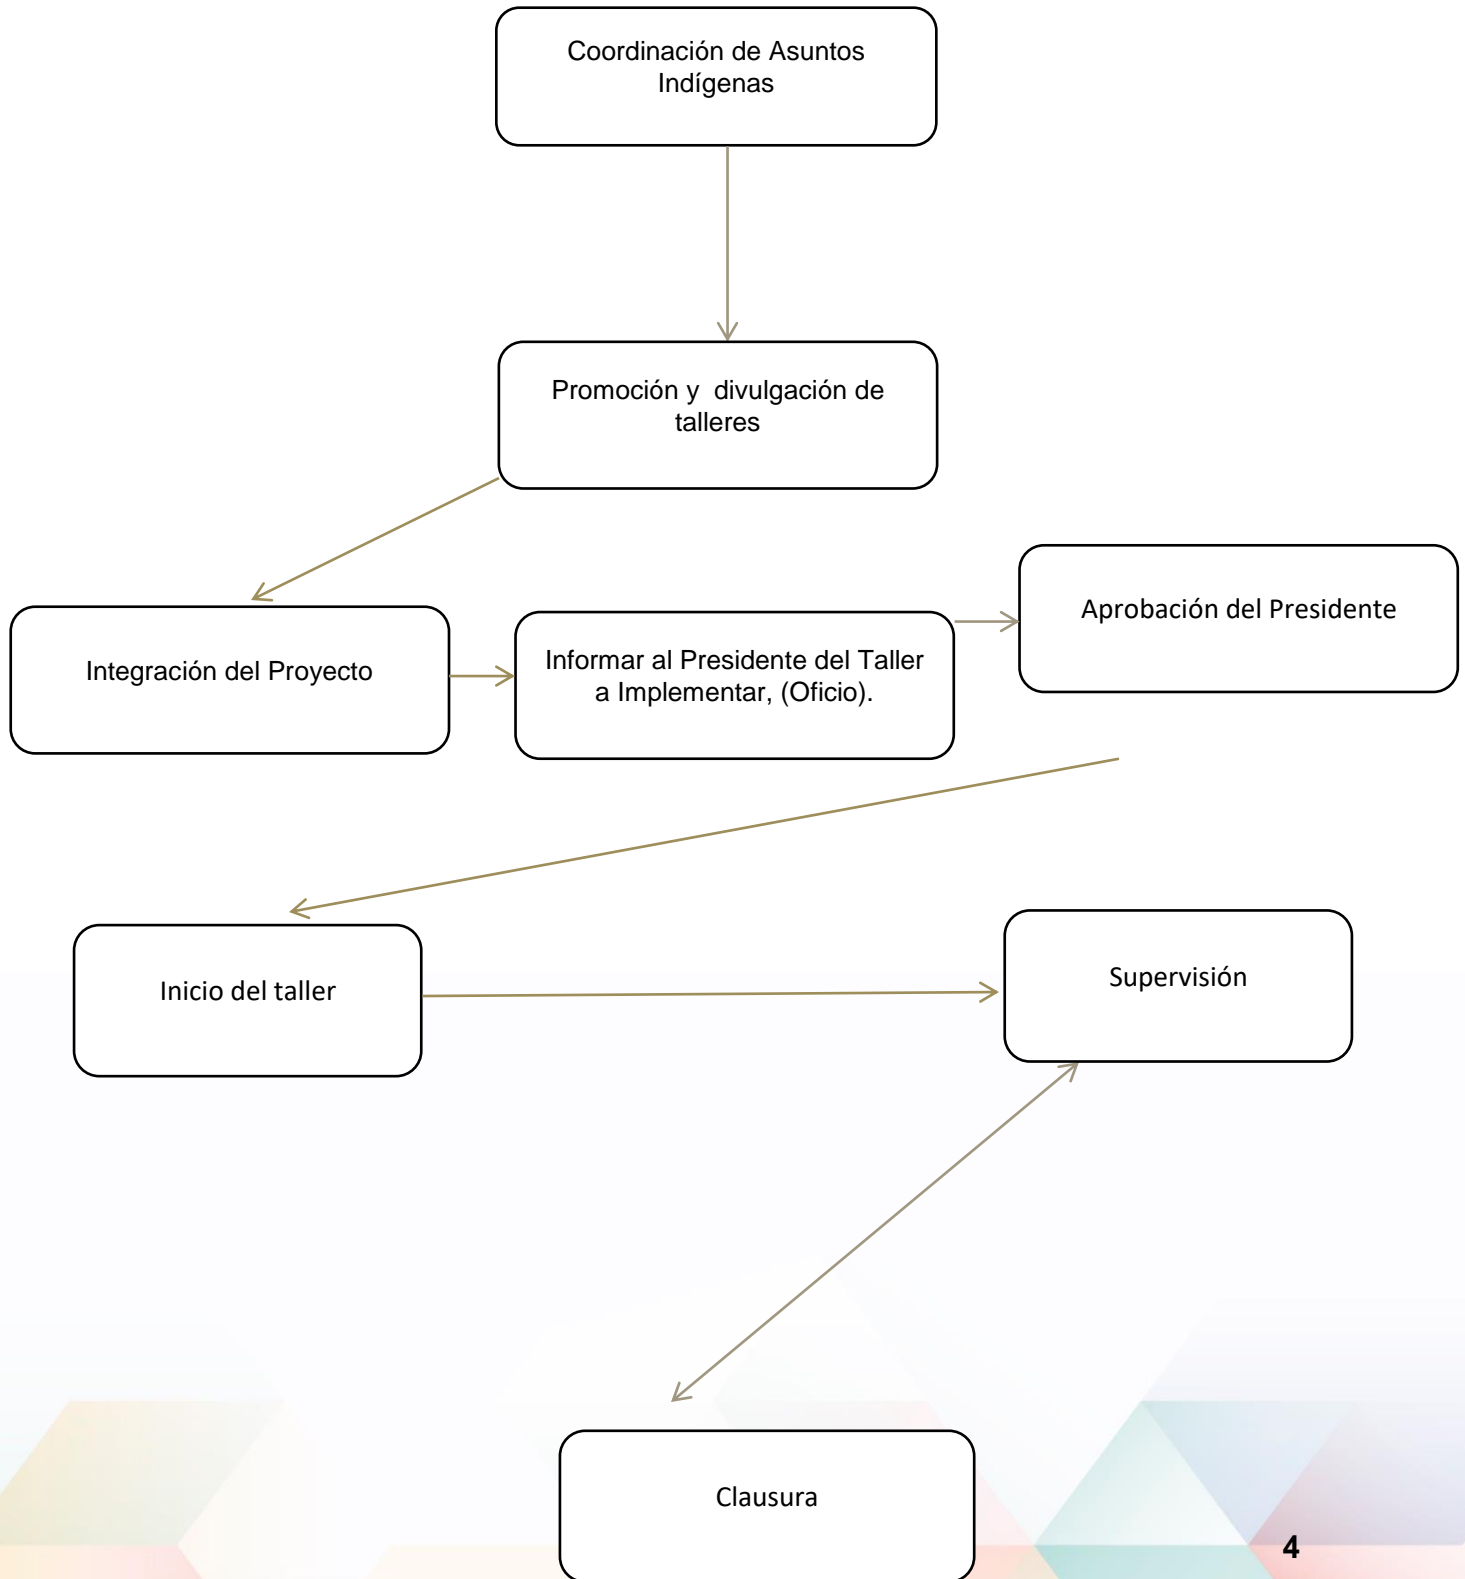 Coordinación de Asuntos
Indígenas
Promoción y  divulgación de
talleres
Integración del Proyecto
Informar al Presidente del Taller
a Implementar, (Oficio).
Aprobación del Presidente
Inicio del taller
Supervisión
Clausura
4